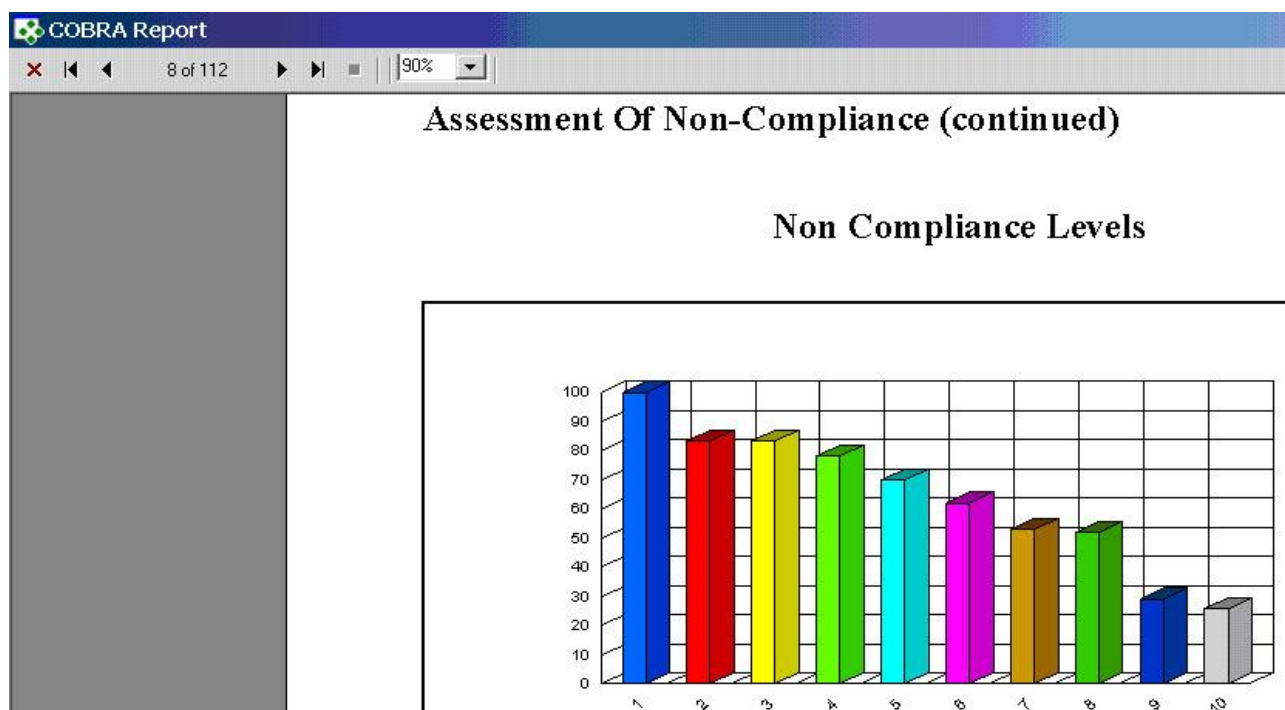 COBRA Report
8 of 112 90%
Assessment Of Non-Compliance (continued)
Non Compliance Levels
100
90
80
70
60
50
40
30
20
10
0
1 2 3 4 5 6 7 8 9 10